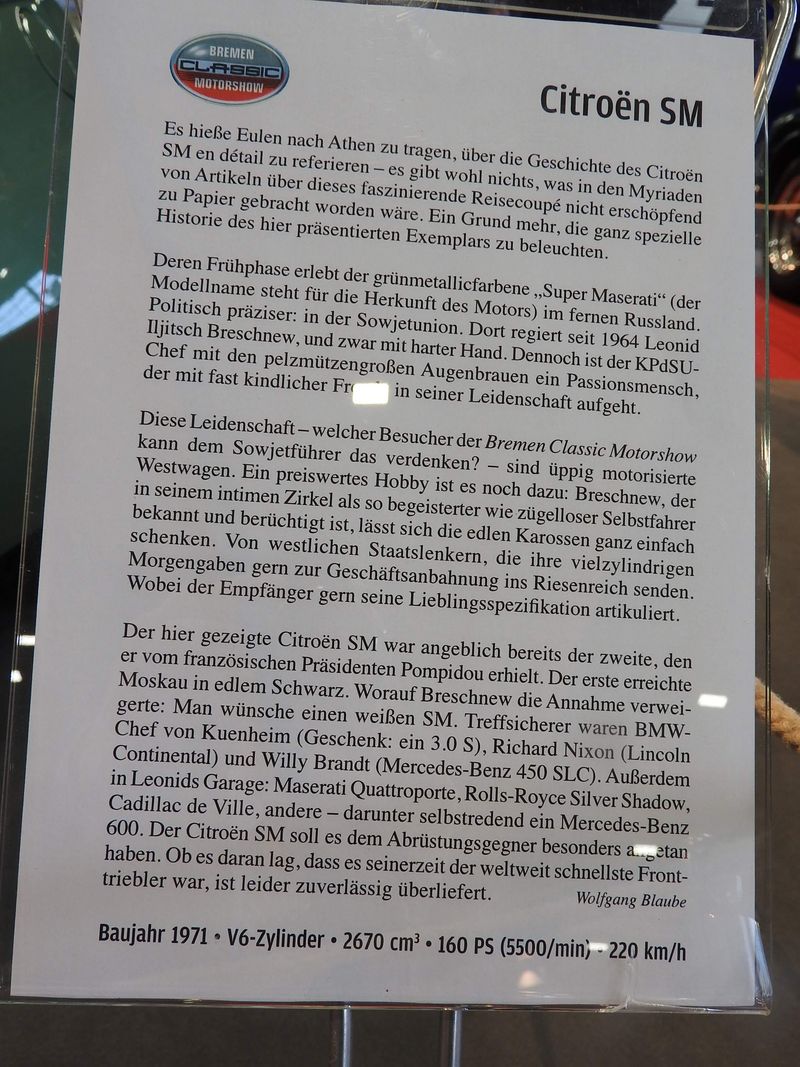 BREMEN
CLASSIC
MOTORSHOW
Citroën SM
Es hieße Eulen nach Athen zu tragen, über die Geschichte des Citroën
SM en détail zu referieren – es gibt wohl nichts, was in den Myriaden
von Artikeln über dieses faszinierende Reisecoupé nicht erschöpfend
zu Papier gebracht worden wäre. Ein Grund mehr, die ganz spezielle
Historie des hier präsentierten Exemplars zu beleuchten.
Deren Frühphase erlebt der grünmetallicfarbene „Super Maserati“ (der
Modellname steht für die Herkunft des Motors) im fernen Russland.
Politisch präziser: in der Sowjetunion. Dort regiert seit 1964 Leonid
Iljitsch Breschnew, und zwar mit harter Hand. Dennoch ist der KPdSU-
Chef mit den pelzmützengroßen Augenbrauen ein Passionsmensch,
der mit fast kindlicher in seiner Leidenschaft aufgeht.
Diese Leidenschaft – welcher Besucher der Bremen Classic Motorshow
kann dem Sowjetführer das verdenken? – sind üppig motorisierte
Westwagen. Ein preiswertes Hobby ist es noch dazu: Breschnew, der
in seinem intimen Zirkel als so begeisterter wie zügelloser Selbstfahrer
bekannt und berüchtigt ist, lässt sich die edlen Karossen ganz einfach
schenken. Von westlichen Staatslenkern, die ihre vielzylindrigen
Morgengaben gern zur Geschäftsanbahnung ins Riesenreich senden.
Wobei der Empfänger gern seine Lieblingsspezifikation artikuliert.
Der hier gezeigte Citroën SM war angeblich bereits der zweite, den
er vom französischen Präsidenten Pompidou erhielt. Der erste erreichte
Moskau in edlem Schwarz. Worauf Breschnew die Annahme verwei-
gerte: Man wünsche einen weißen SM. Treffsicherer waren BMW-
Chef von Kuenheim (Geschenk: ein 3.0 S), Richard Nixon (Lincoln
Continental) und Willy Brandt (Mercedes-Benz 450 SLC). Außerdem
in Leonids Garage: Maserati Quattroporte, Rolls-Royce Silver Shadow,
Cadillac de Ville, andere – darunter selbstredend ein Mercedes-Benz
600. Der Citroën SM soll es dem Abrüstungsgegner besonders angetan
haben. Ob es daran lag, dass es seinerzeit der weltweit schnellste Front-
triebler war, ist leider zuverlässig überliefert.
Wolfgang Blaube
Baujahr 1971 • V6-Zylinder • 2670 cm³ • 160 PS (5500/min) • 220 km/h